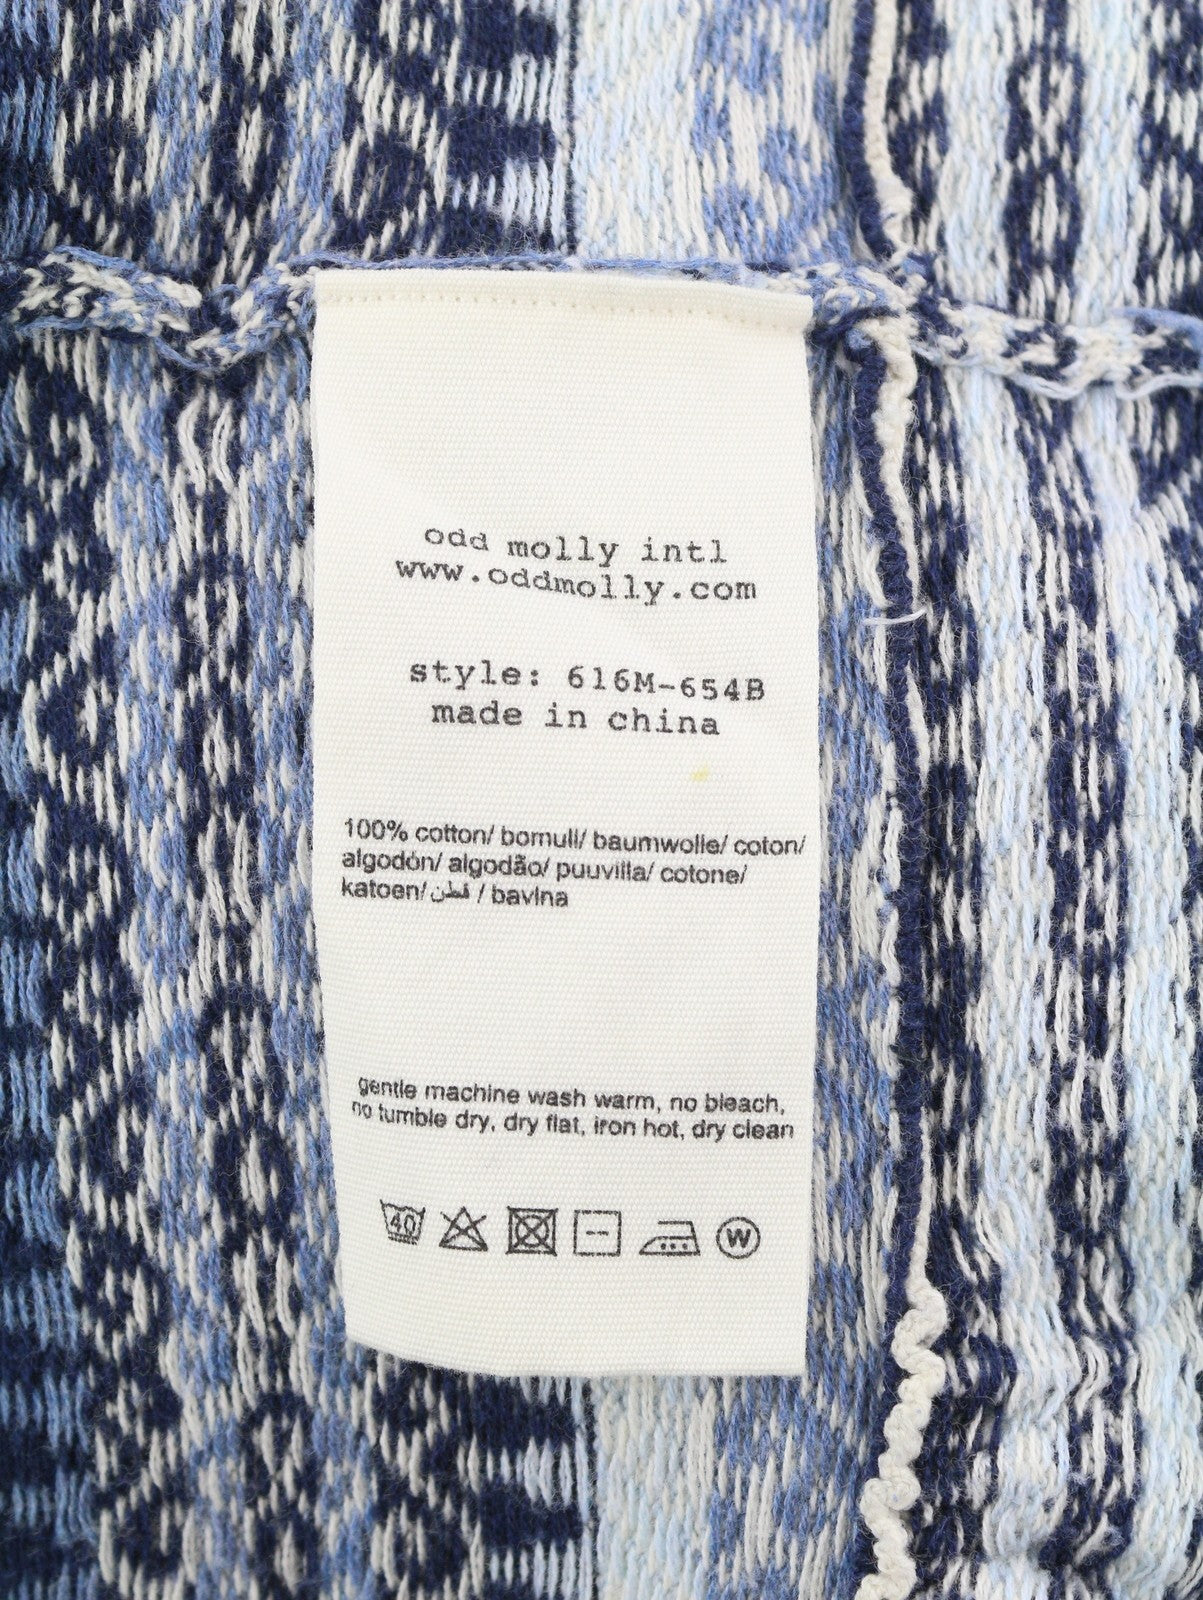 odd molly intl
www.oddmolly.com
style: 616M-654B
made in china
100% cotton/ bomull/ baumwolle/ coton/
algodón/ algodão/ puuvilla/ cotone/
katoen/ قطن / bavlna
gentle machine wash warm, no bleach,
no tumble dry, dry flat, iron hot, dry clean
40 W